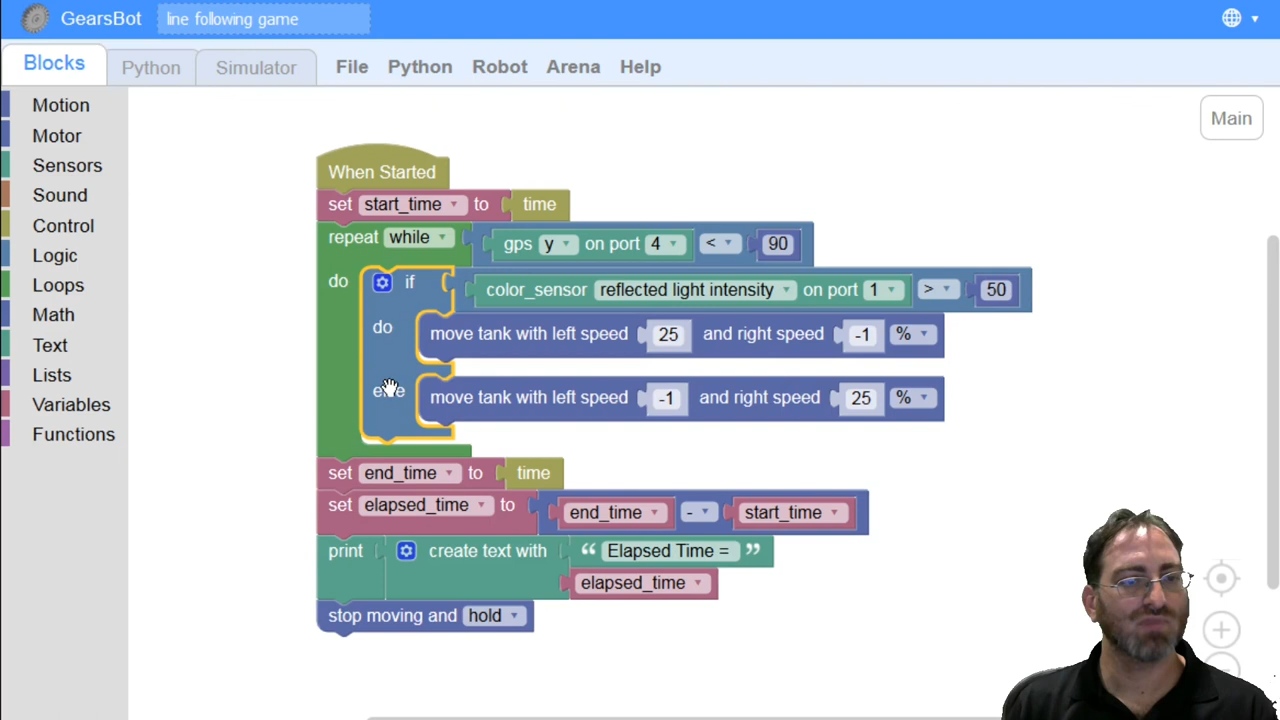 GearsBot line following game
Blocks Python Simulator File Python Robot Arena Help
Motion
Motor
Sensors
Sound
Control
Logic
Loops
Math
Text
Lists
Variables
Functions
Main
When Started
set start_time to time
repeat while gps y on port 4 < 90
do if color_sensor reflected light intensity on port 1 > 50
do move tank with left speed 25 and right speed -1 %
else move tank with left speed -1 and right speed 25 %
set end_time to time
set elapsed_time to end_time - start_time
print create text with “ Elapsed Time = ”
elapsed_time
stop moving and hold